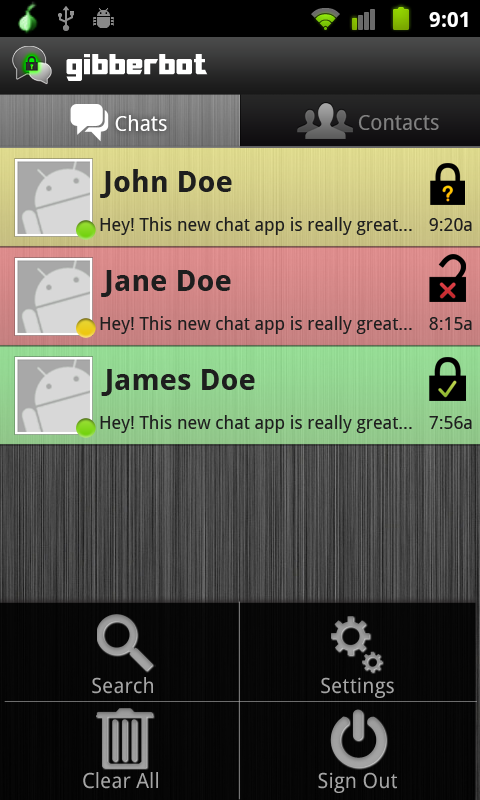 9:01
gibberbot
Chats
Contacts
John Doe
?
Hey! This new chat app is really great...
9:20a
Jane Doe
Hey! This new chat app is really great...
8:15a
James Doe
Hey! This new chat app is really great...
7:56a
Search
Settings
Clear All
Sign Out